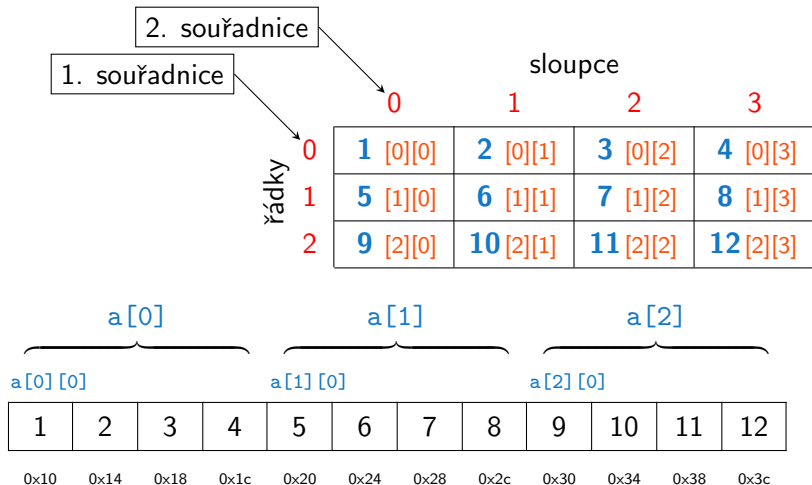 2. souřadnice
1. souřadnice
sloupce
0 1 2 3
řádky
0 1 [0][0] 2 [0][1] 3 [0][2] 4 [0][3]
1 5 [1][0] 6 [1][1] 7 [1][2] 8 [1][3]
2 9 [2][0] 10 [2][1] 11 [2][2] 12 [2][3]
a[0] a[1] a[2]
a[0][0] a[1][0] a[2][0]
1 2 3 4 5 6 7 8 9 10 11 12
0x10 0x14 0x18 0x1c 0x20 0x24 0x28 0x2c 0x30 0x34 0x38 0x3c